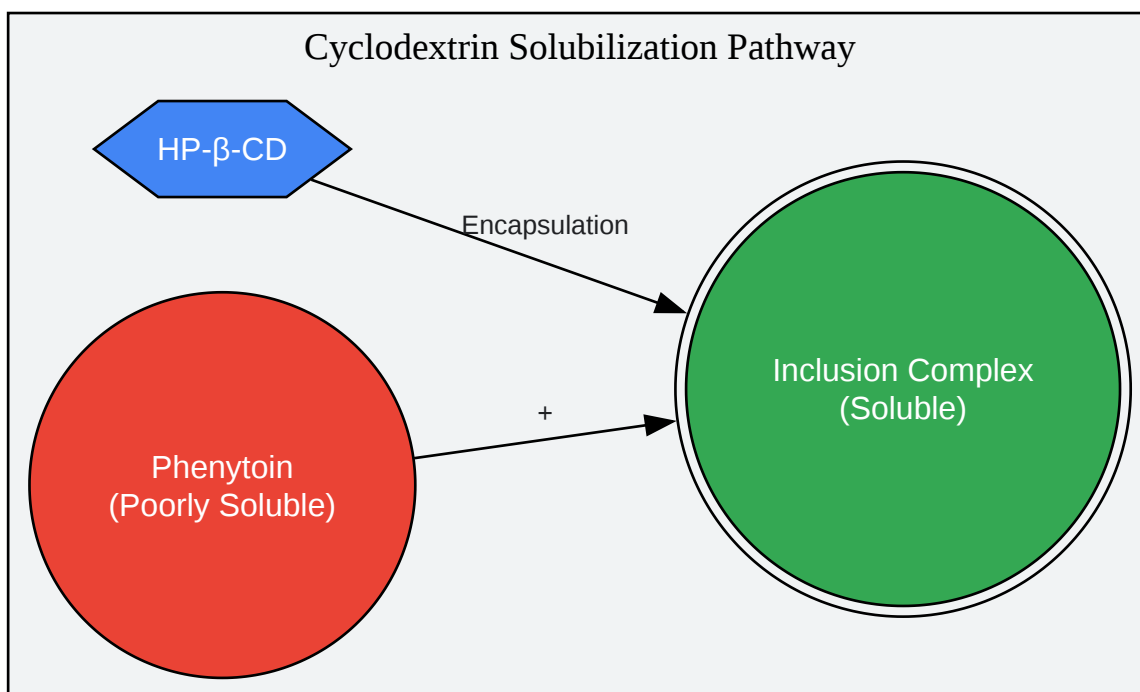 Cyclodextrin Solubilization Pathway
HP-β-CD
Encapsulation
Inclusion Complex
(Soluble)
+
Phenytoin
(Poorly Soluble)